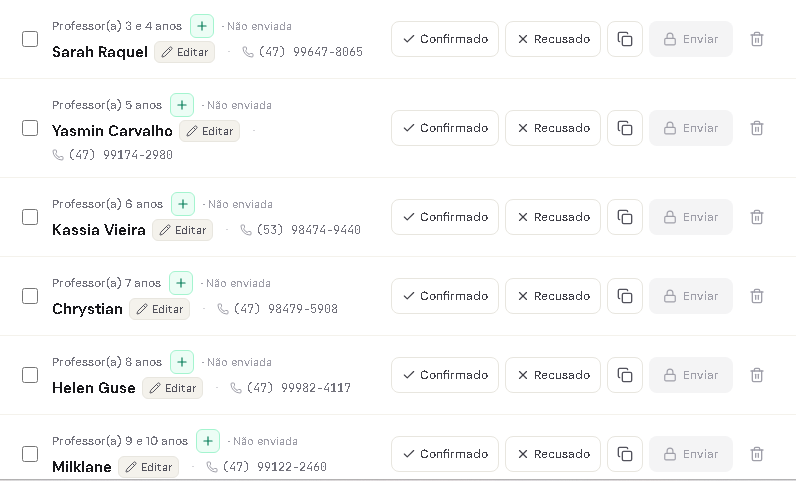 Professor(a) 3 e 4 anos + - Não enviada
Sarah Raquel Editar · (47) 99647-8065 Confirmado Recusado Enviar
Professor(a) 5 anos + - Não enviada
Yasmin Carvalho Editar · Confirmado Recusado Enviar
(47) 99174-2980
Professor(a) 6 anos + - Não enviada
Kassia Vieira Editar · (53) 98474-9440 Confirmado Recusado Enviar
Professor(a) 7 anos + - Não enviada
Chrystian Editar · (47) 98479-5908 Confirmado Recusado Enviar
Professor(a) 8 anos + - Não enviada
Helen Guse Editar · (47) 99982-4117 Confirmado Recusado Enviar
Professor(a) 9 e 10 anos + - Não enviada
Milklane Editar · (47) 99122-2460 Confirmado Recusado Enviar